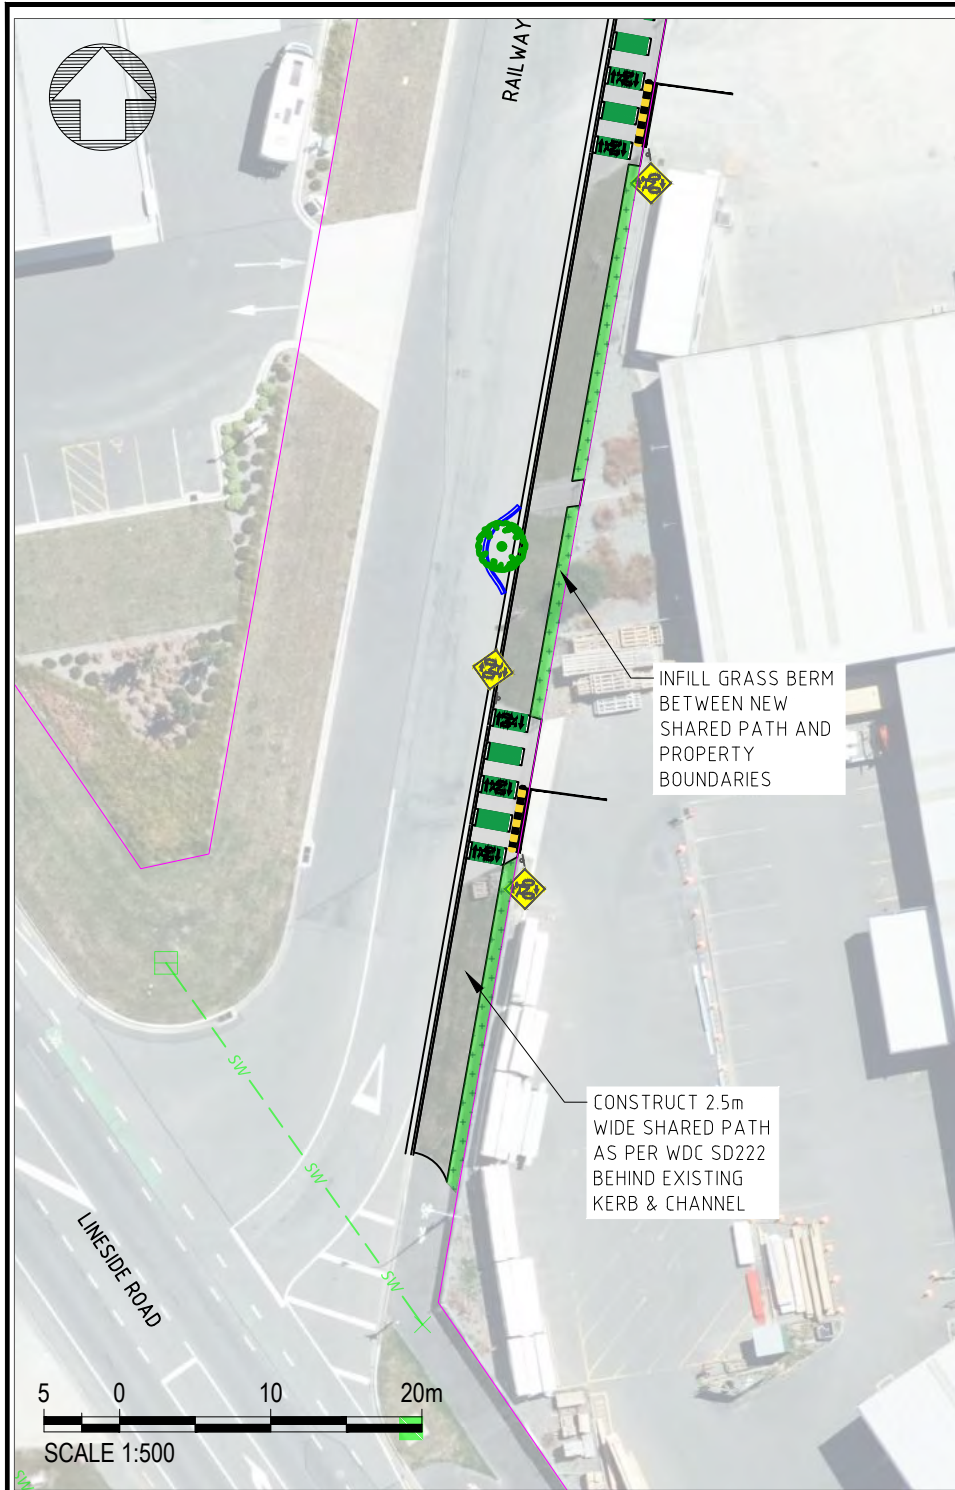 RAILWAY
INFILL GRASS BERM
BETWEEN NEW
SHARED PATH AND
PROPERTY
BOUNDARIES
CONSTRUCT 2.5m
WIDE SHARED PATH
AS PER WDC SD222
BEHIND EXISTING
KERB & CHANNEL
SW
SW
SW
LINESIDE ROAD
5 0 10 20m
SCALE 1:500
SW